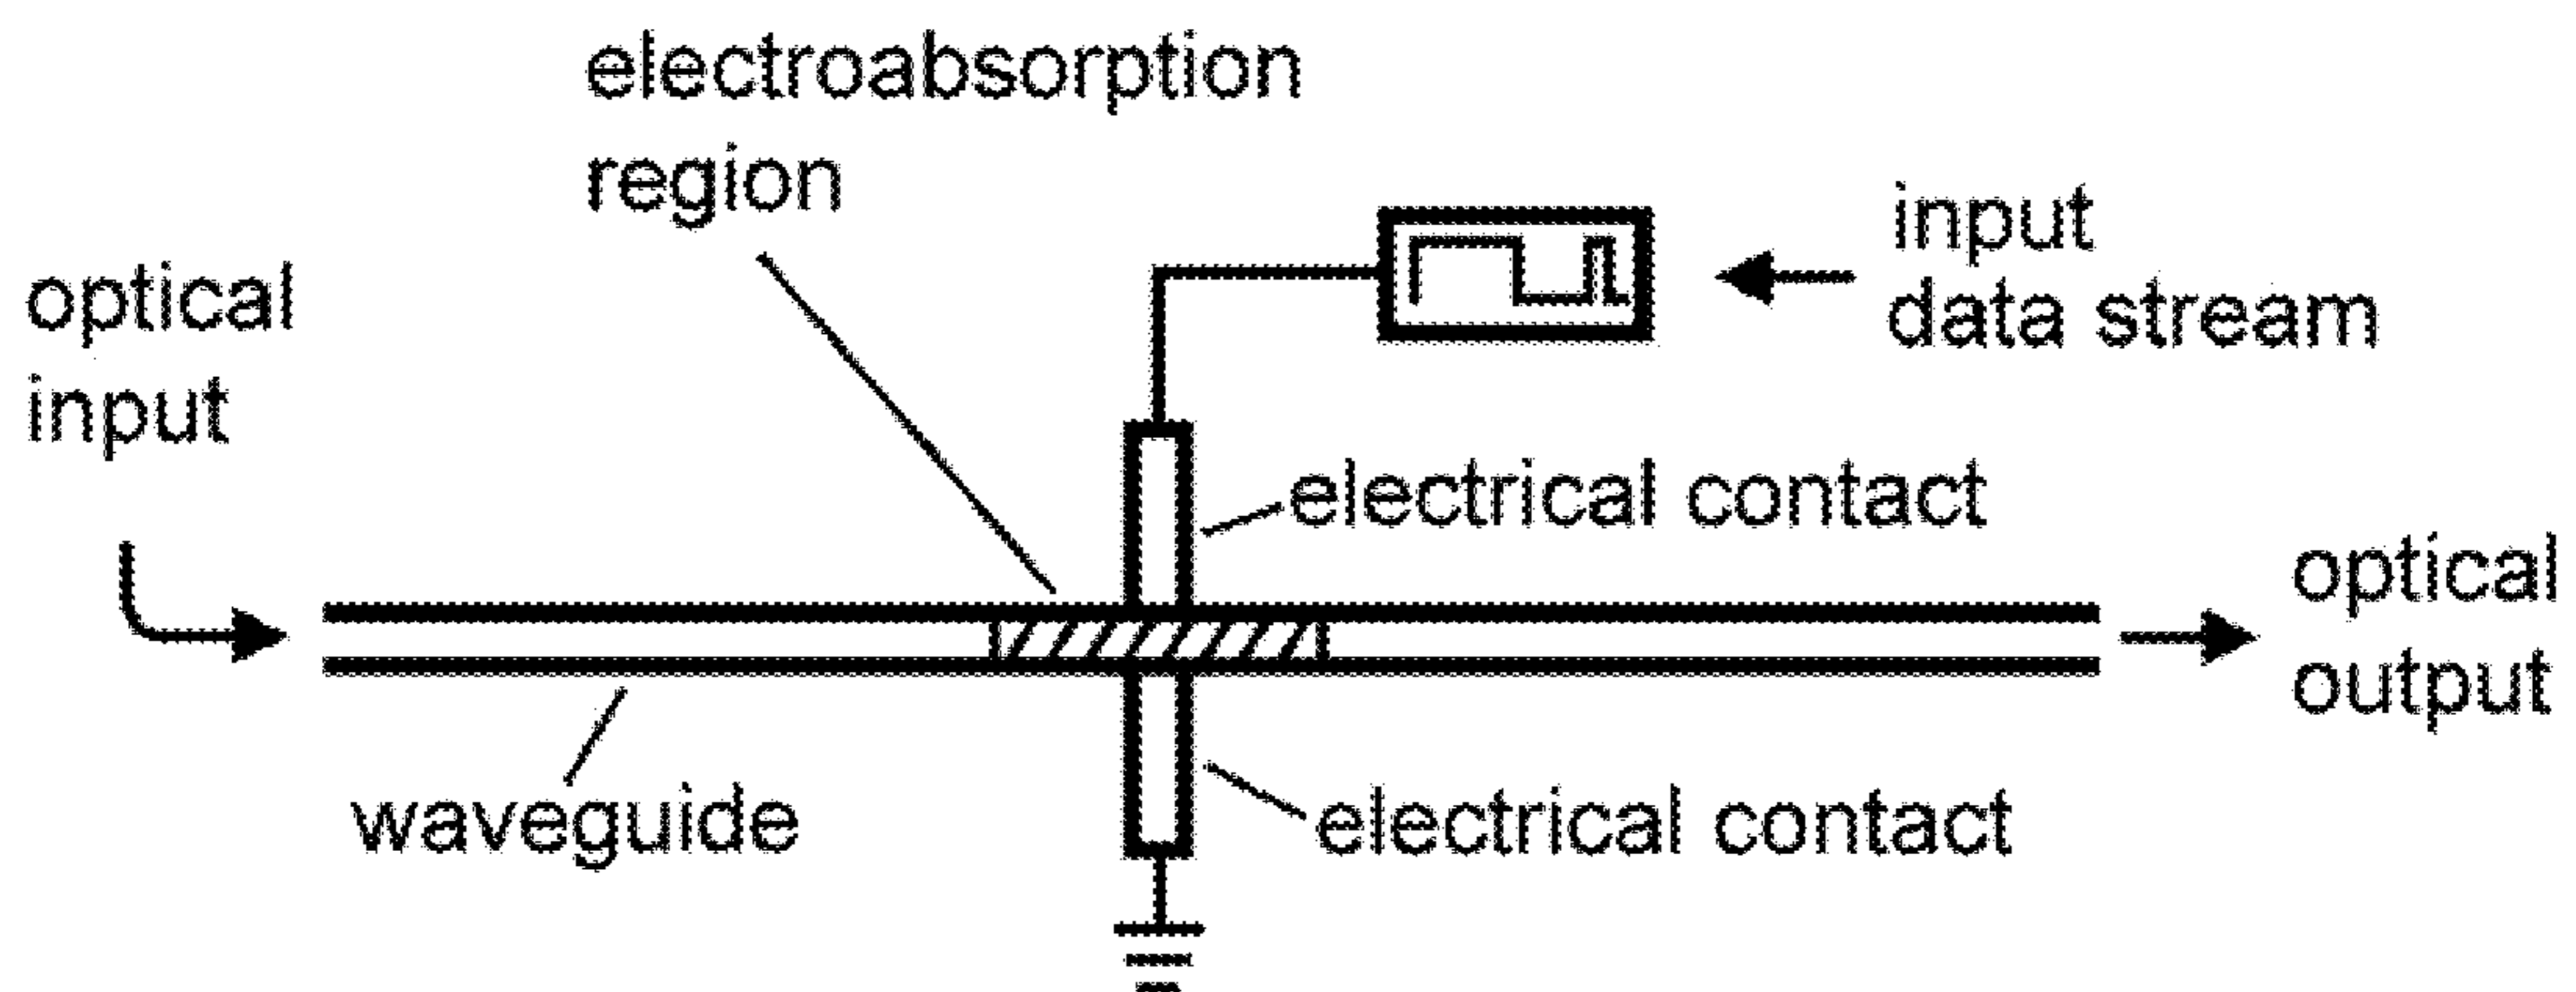 electroabsorption
region
optical
input
input
data stream
electrical contact
optical
output
waveguide
electrical contact